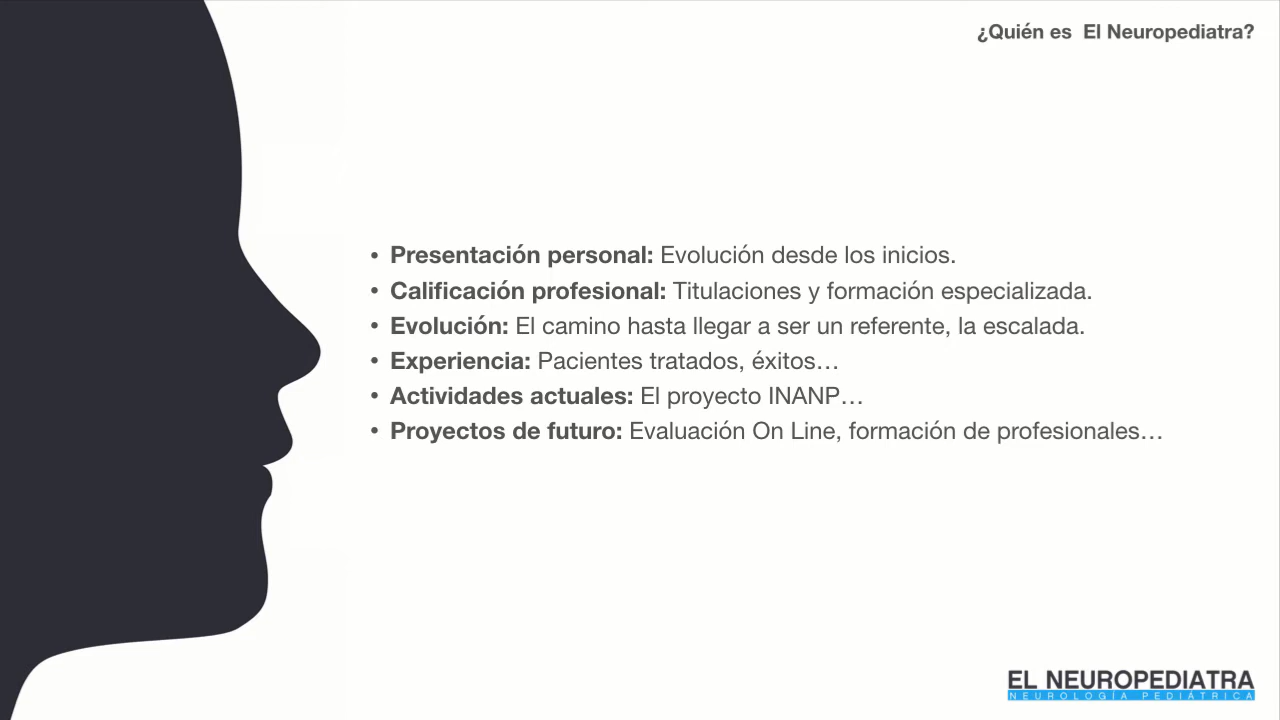 ¿Quién es  El Neuropediatra?
• Presentación personal: Evolución desde los inicios.
• Calificación profesional: Titulaciones y formación especializada.
• Evolución: El camino hasta llegar a ser un referente, la escalada.
• Experiencia: Pacientes tratados, éxitos…
• Actividades actuales: El proyecto INANP…
• Proyectos de futuro: Evaluación On Line, formación de profesionales…
EL NEUROPEDIATRA
NEUROLOGÍA PEDIÁTRICA